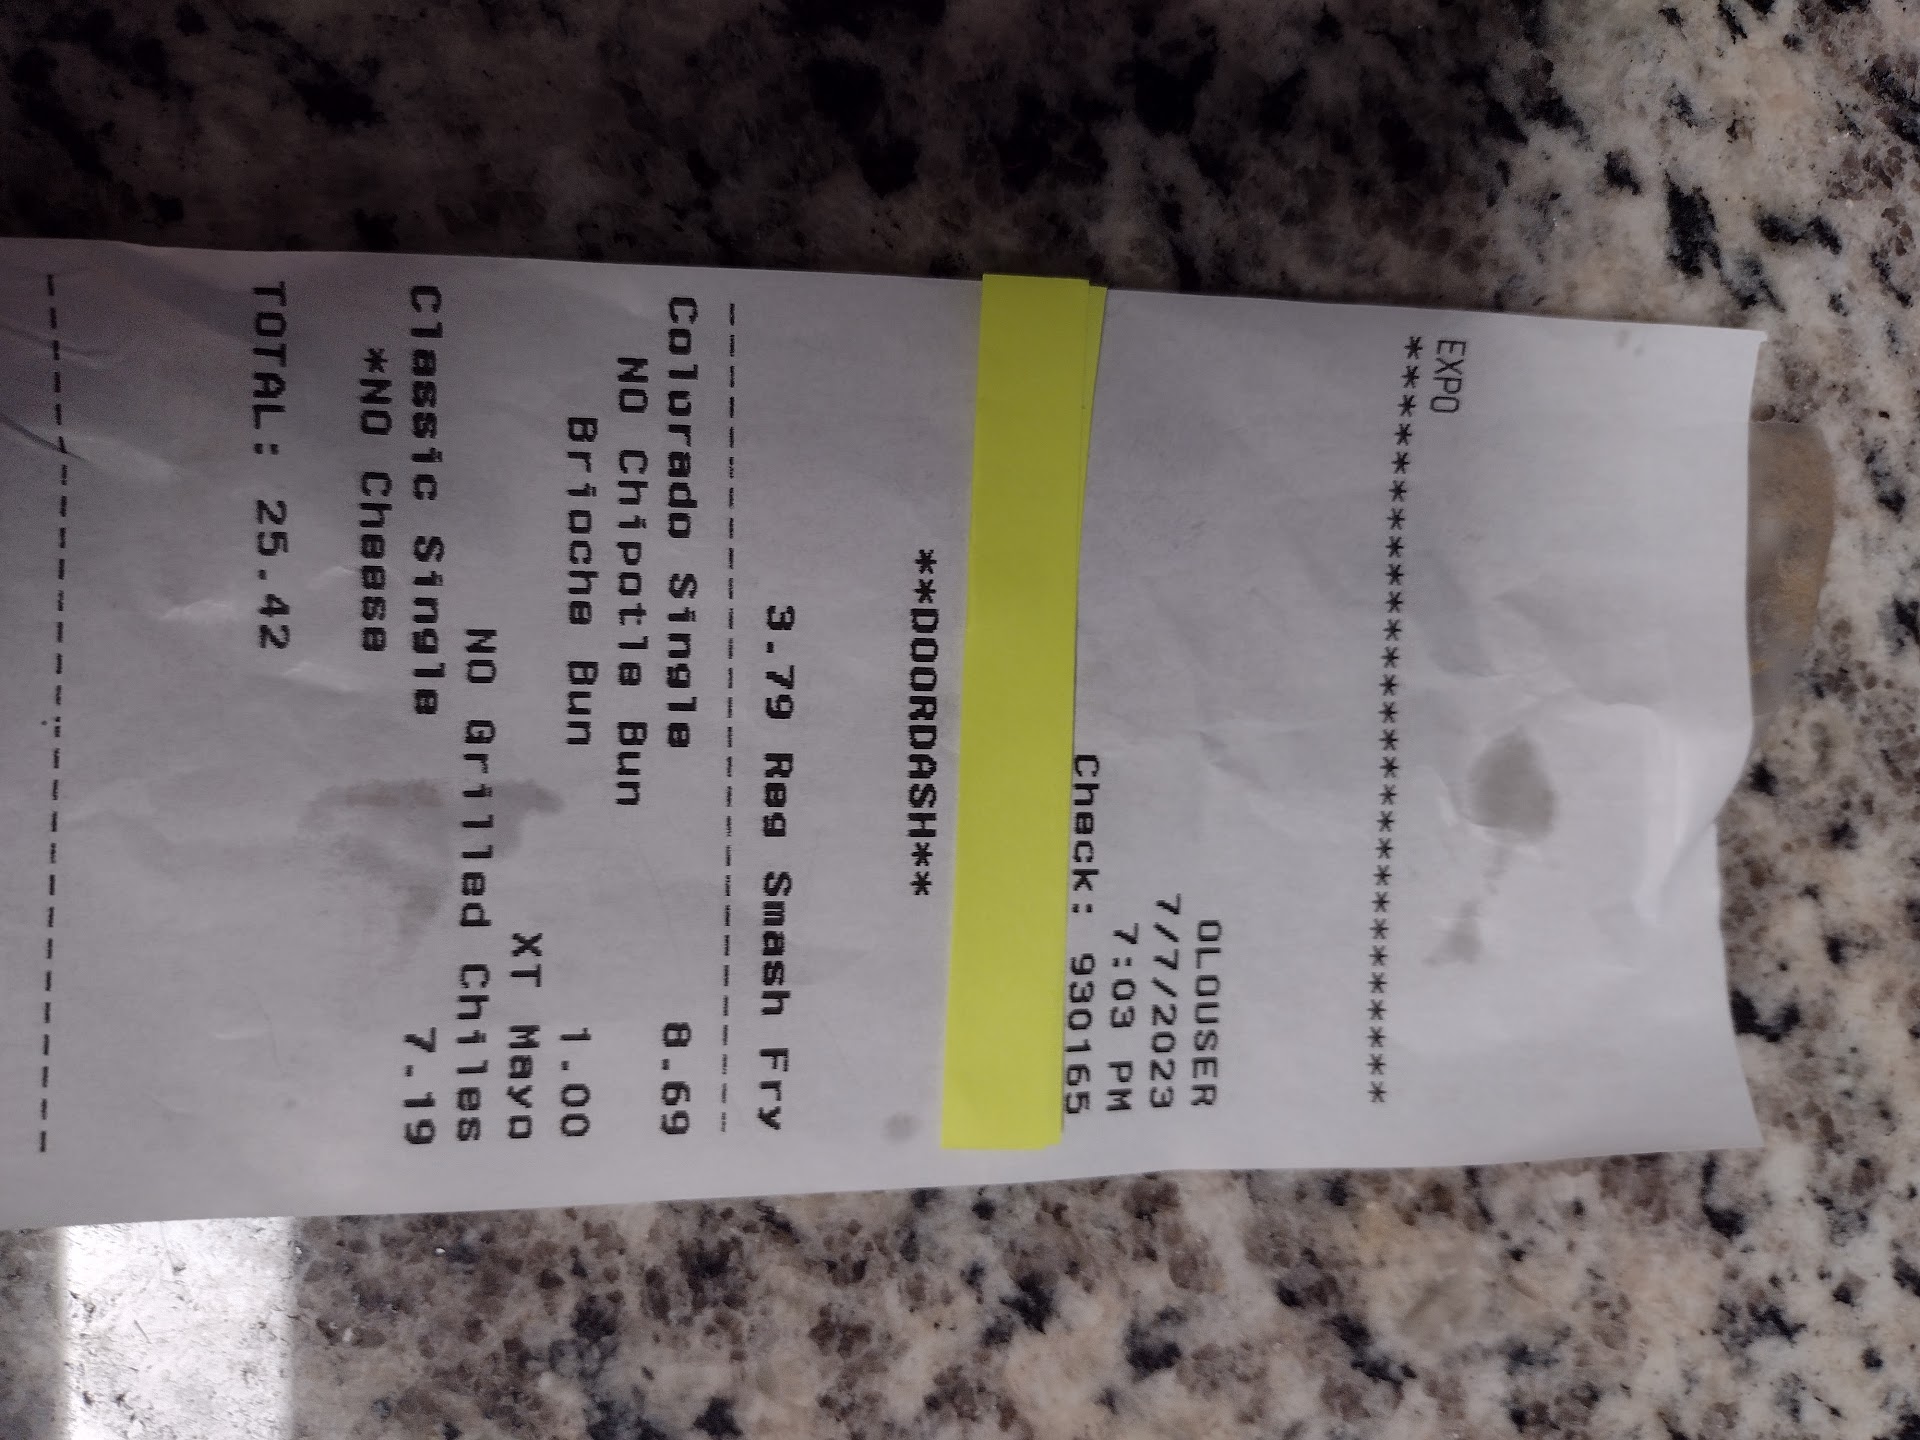 EXPO
****************************
OLOUSER
7/7/2023
7:03 PM
Check: 930165
**DOORDASH**
3.79 Reg Smash Fry
------------------------------
Colorado Single 8.69
NO Chipotle Bun
Brioche Bun 1.00
XT Mayo
NO Grilled Chiles
Classic Single 7.19
*NO Cheese
TOTAL: 25.42
------------------------------